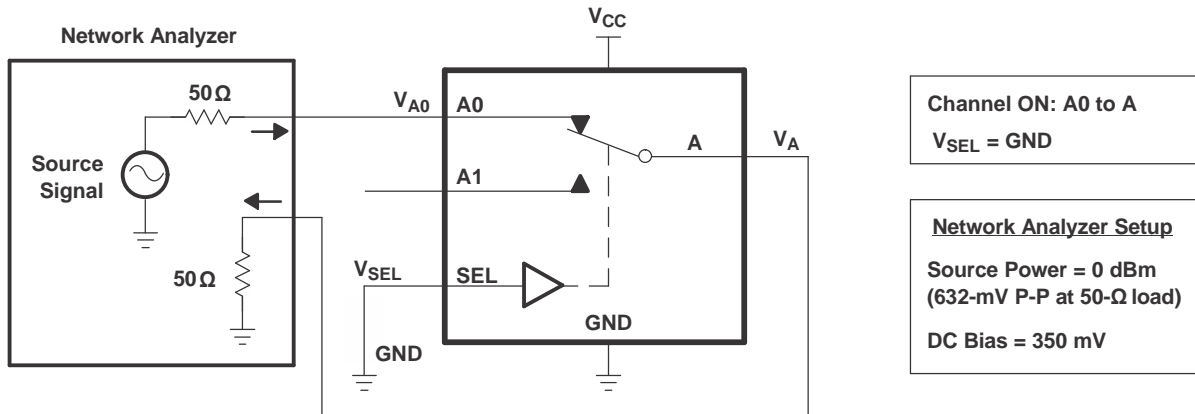 Network Analyzer
50Ω
Source
Signal
50Ω
VCC
VA0
A0
A1
VSEL
SEL
GND
GND
A
VA
Channel ON: A0 to A
VSEL = GND
Network Analyzer Setup
Source Power = 0 dBm
(632-mV P-P at 50-Ω load)
DC Bias = 350 mV